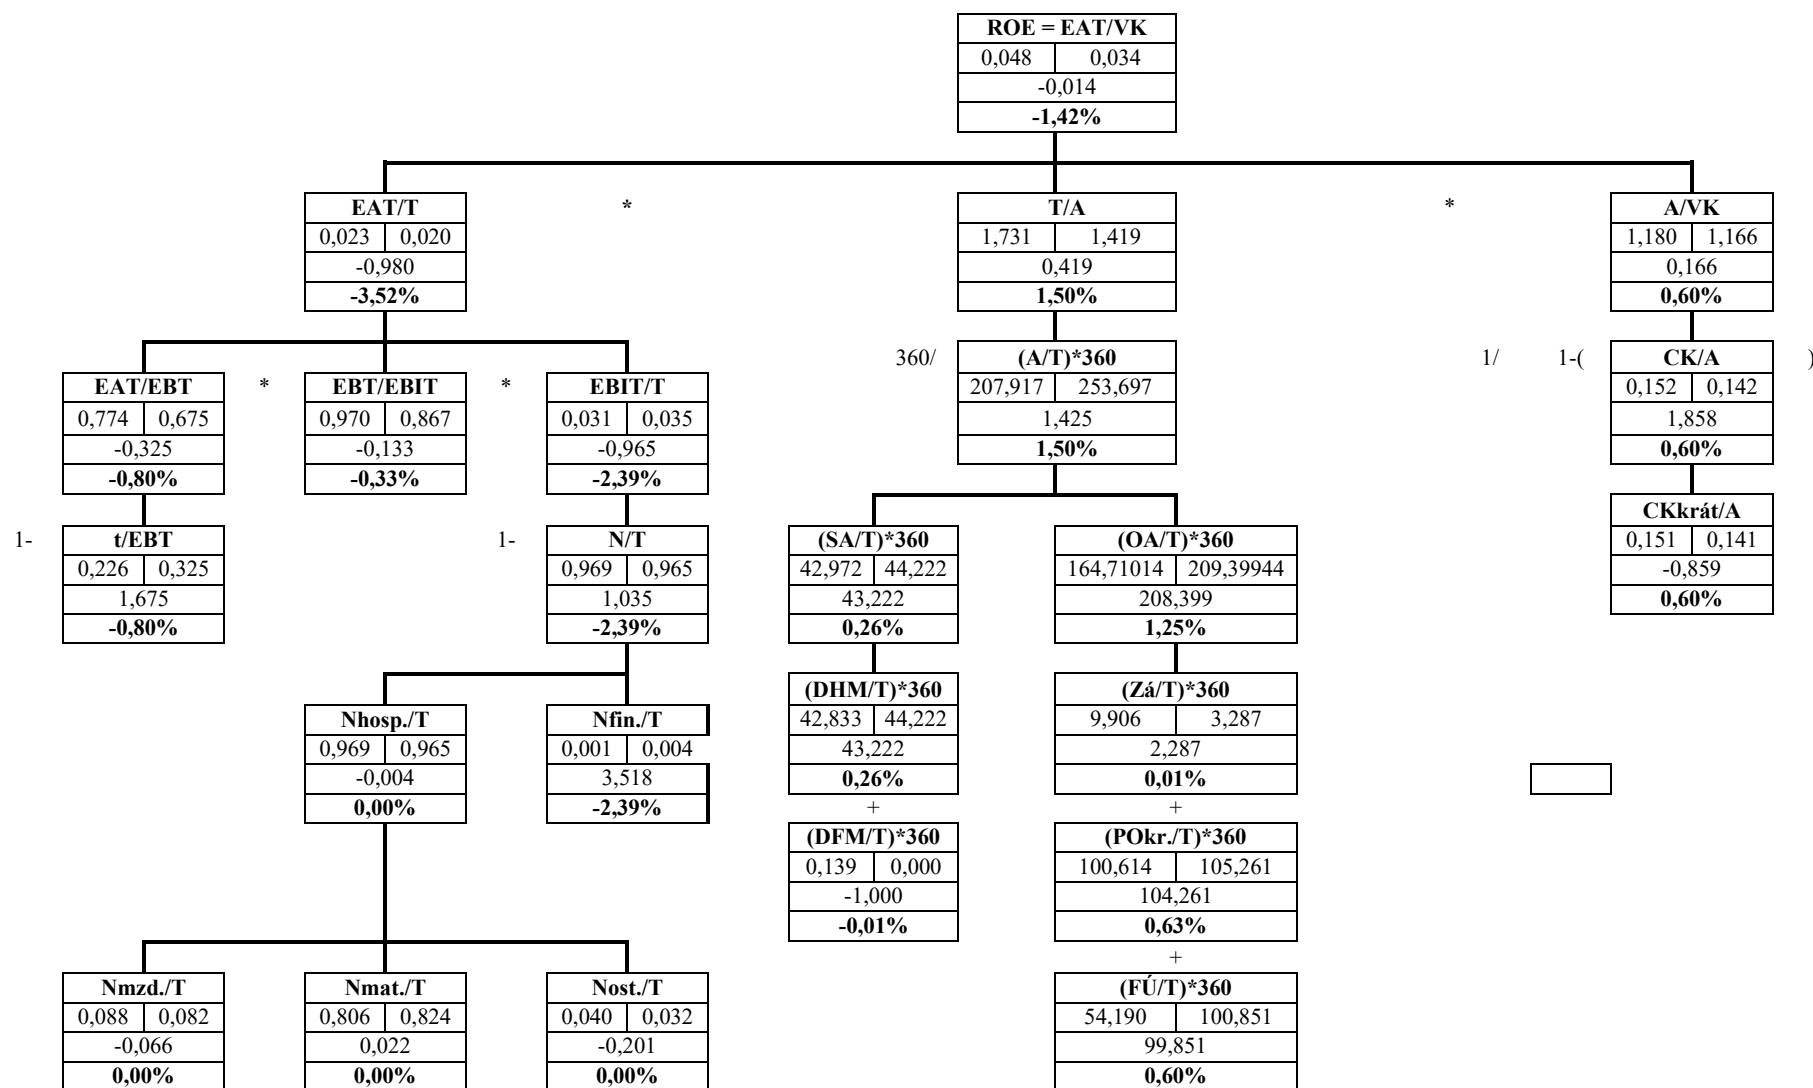 ROE = EAT/VK
0,048 0,034
-0,014
-1,42%
EAT/T * T/A * A/VK
0,023 0,020 1,731 1,419 1,180 1,166
-0,980 0,419 0,166
-3,52% 1,50% 0,60%
360/ (A/T)*360 1/ 1-( CK/A )
EAT/EBT * EBT/EBIT * EBIT/T 207,917 253,697 0,152 0,142
0,774 0,675 0,970 0,867 0,031 0,035 1,425 1,858
-0,325 -0,133 -0,965 1,50% 0,60%
-0,80% -0,33% -2,39%
CKkrát/A
1- t/EBT 1- N/T (SA/T)*360 (OA/T)*360 0,151 0,141
0,226 0,325 0,969 0,965 42,972 44,222 164,71014 209,39944 -0,859
1,675 1,035 43,222 208,399 0,60%
-0,80% -2,39% 0,26% 1,25%
(DHM/T)*360 (Zá/T)*360
Nhosp./T Nfin./T 42,833 44,222 9,906 3,287
0,969 0,965 0,001 0,004 43,222 2,287
-0,004 3,518 0,26% 0,01%
0,00% -2,39% + +
(DFM/T)*360 (POkr./T)*360
0,139 0,000 100,614 105,261
-1,000 104,261
-0,01% 0,63%
+
Nmzd./T Nmat./T Nost./T (FÚ/T)*360
0,088 0,082 0,806 0,824 0,040 0,032 54,190 100,851
-0,066 0,022 -0,201 99,851
0,00% 0,00% 0,00% 0,60%